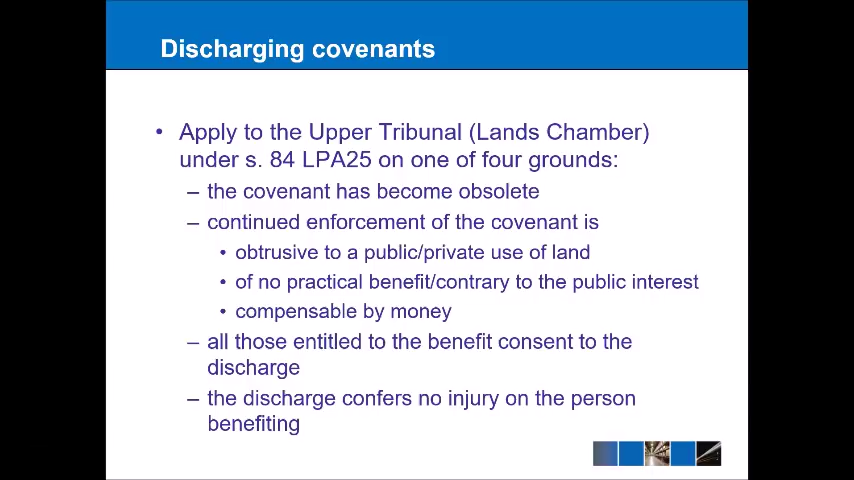 Discharging covenants
• Apply to the Upper Tribunal (Lands Chamber)
under s. 84 LPA25 on one of four grounds:
– the covenant has become obsolete
– continued enforcement of the covenant is
• obtrusive to a public/private use of land
• of no practical benefit/contrary to the public interest
• compensable by money
– all those entitled to the benefit consent to the
discharge
– the discharge confers no injury on the person
benefiting